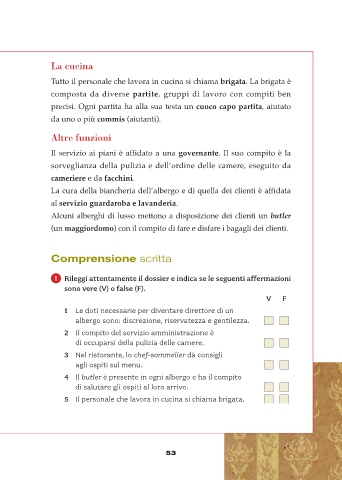 La cucina
Tutto il personale che lavora in cucina si chiama brigata. La brigata è
composta da diverse partite, gruppi di lavoro con compiti ben
precisi. Ogni partita ha alla sua testa un cuoco capo partita, aiutato
da uno o più commis (aiutanti).
Altre funzioni
Il servizio ai piani è affidato a una governante. Il suo compito è la
sorveglianza della pulizia e dell'ordine delle camere, eseguito da
cameriere e da facchini.
La cura della biancheria dell'albergo e di quella dei clienti è affidata
al servizio guardaroba e lavanderia.
Alcuni alberghi di lusso mettono a disposizione dei clienti un butler
(un maggiordomo) con il compito di fare e disfare i bagagli dei clienti.
Comprensione scritta
1 Rileggi attentamente il dossier e indica se le seguenti affermazioni
sono vere (V) o false (F).
V F
1 Le doti necessarie per diventare direttore di un
albergo sono: discrezione, riservatezza e gentilezza.
2 Il compito del servizio amministrazione è
di occuparsi della pulizia delle camere.
3 Nel ristorante, lo chef-sommelier dà consigli
agli ospiti sul menu.
4 Il butler è presente in ogni albergo e ha il compito
di salutare gli ospiti al loro arrivo.
5 Il personale che lavora in cucina si chiama brigata.
53